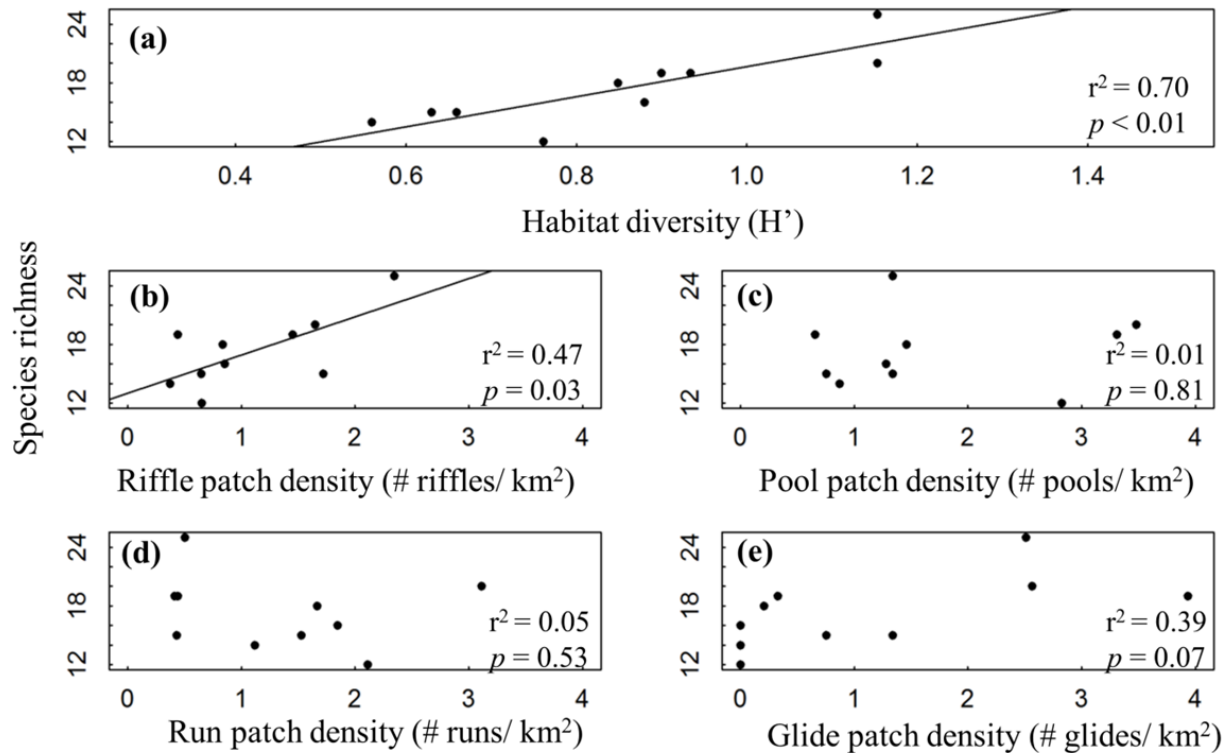 (a)
24
18
12
r² = 0.70
p < 0.01
0.4 0.6 0.8 1.0 1.2 1.4
Habitat diversity (H’)
Species richness
(b)
24
18
12
r² = 0.47
p = 0.03
0 1 2 3 4
Riffle patch density (# riffles/ km²)
(c)
24
18
12
r² = 0.01
p = 0.81
0 1 2 3 4
Pool patch density (# pools/ km²)
(d)
24
18
12
r² = 0.05
p = 0.53
0 1 2 3 4
Run patch density (# runs/ km²)
(e)
24
18
12
r² = 0.39
p = 0.07
0 1 2 3 4
Glide patch density (# glides/ km²)